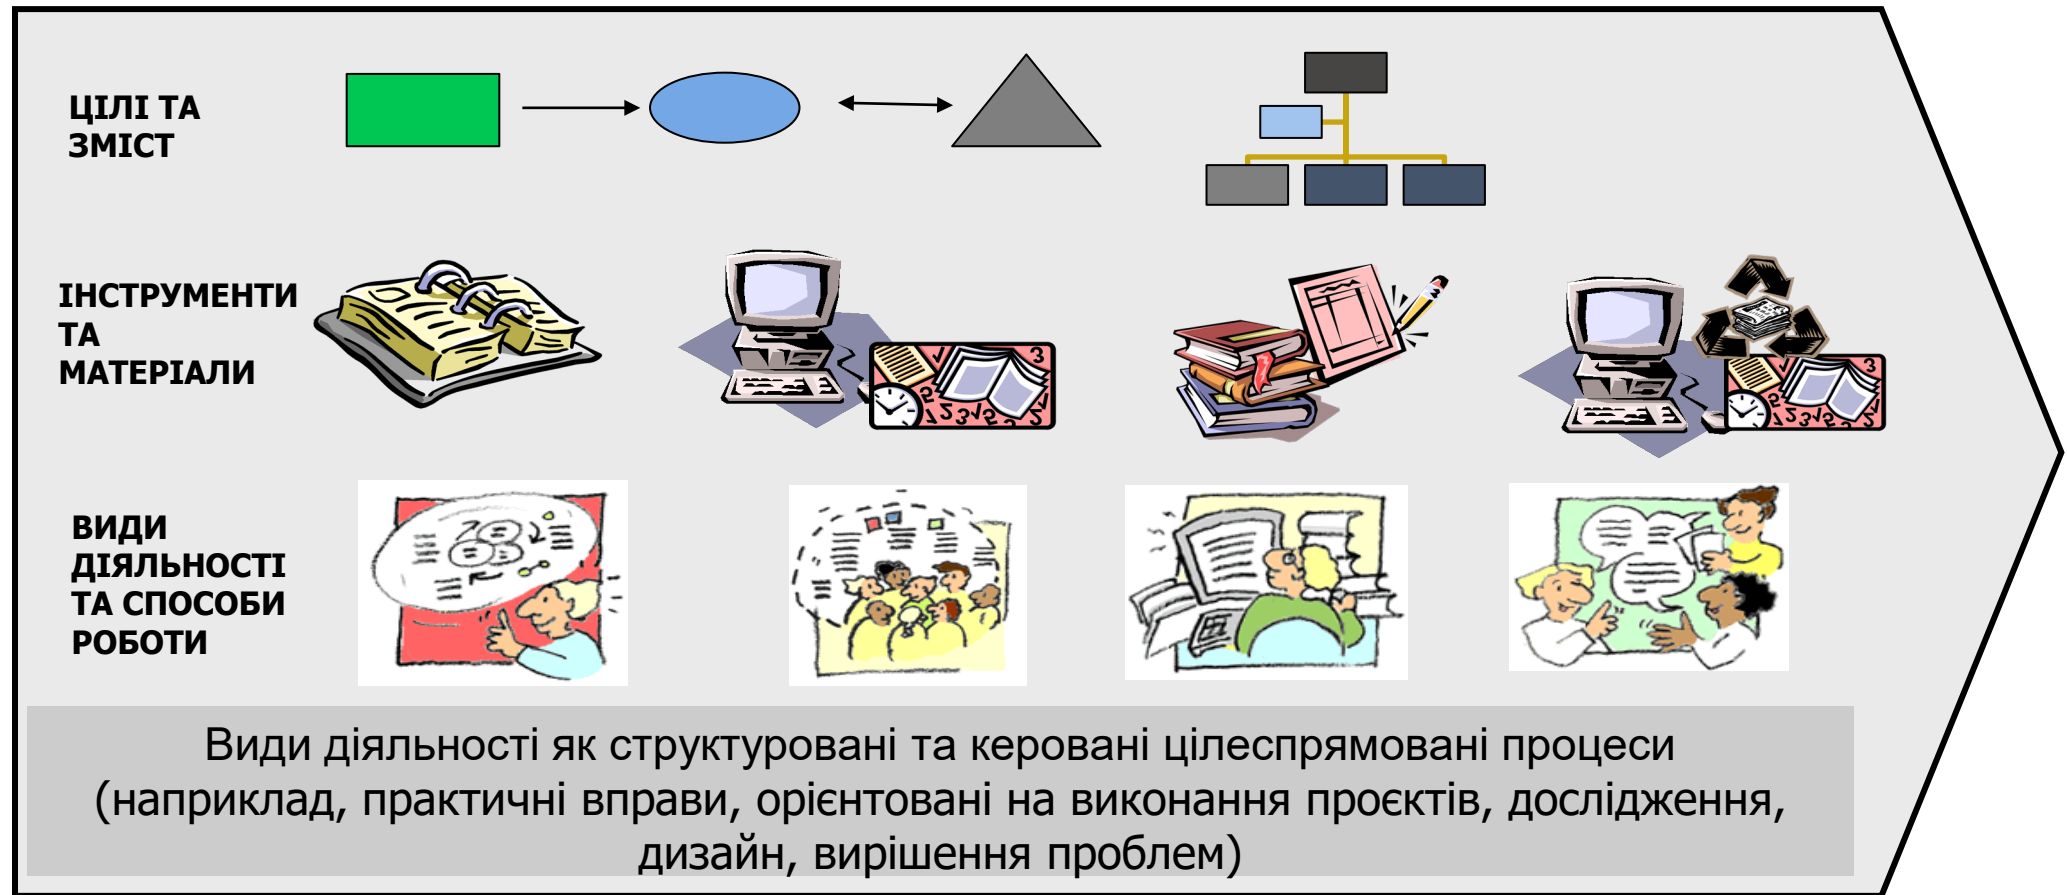 ЦІЛІ ТА
ЗМІСТ
ІНСТРУМЕНТИ
ТА
МАТЕРІАЛИ
ВИДИ
ДІЯЛЬНОСТІ
ТА СПОСОБИ
РОБОТИ
Види діяльності як структуровані та керовані цілеспрямовані процеси
(наприклад, практичні вправи, орієнтовані на виконання проєктів, дослідження,
дизайн, вирішення проблем)